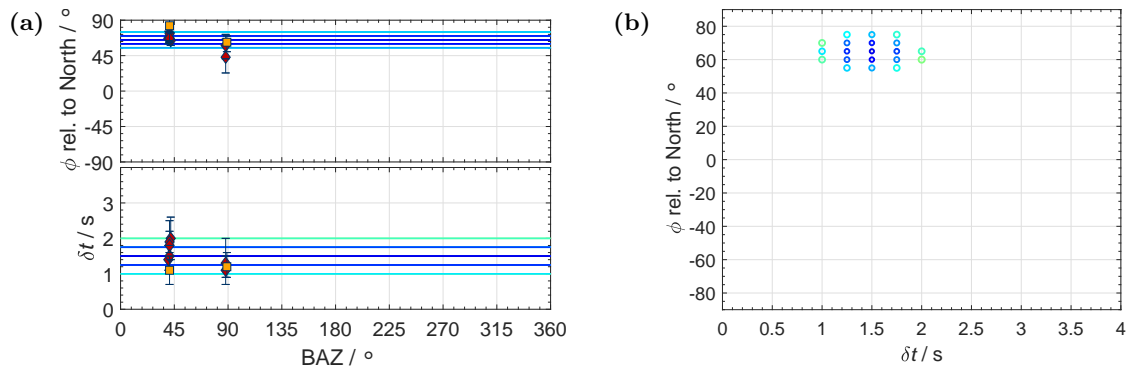 (a)
90
45
0
-45
-90
ϕ rel. to North / °
3
2
1
0
δt / s
0 45 90 135 180 225 270 315 360
BAZ / °
(b)
80
60
40
20
0
-20
-40
-60
-80
ϕ rel. to North / °
0 0.5 1 1.5 2 2.5 3 3.5 4
δt / s